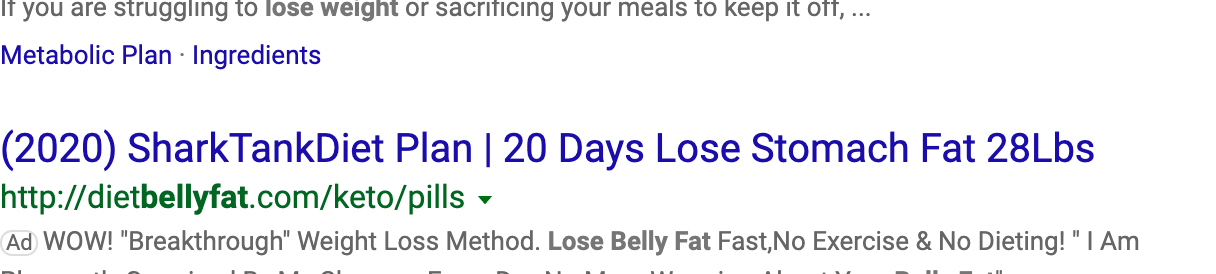 If you are struggling to lose weight or sacrificing your meals to keep it off, ...
Metabolic Plan · Ingredients
(2020) SharkTankDiet Plan | 20 Days Lose Stomach Fat 28Lbs
http://dietbellyfat.com/keto/pills
Ad WOW! "Breakthrough" Weight Loss Method. Lose Belly Fat Fast,No Exercise & No Dieting! " I Am